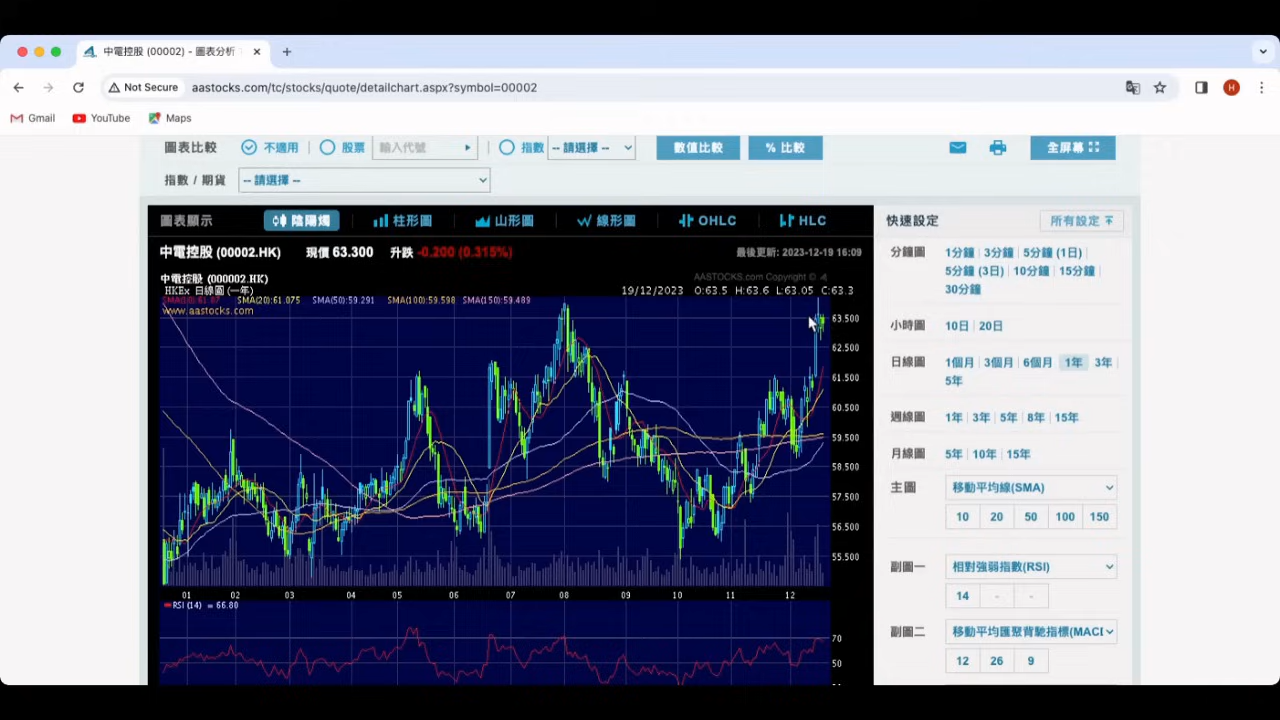 中電控股 (00002) - 圖表分析
Not Secure
aastocks.com/tc/stocks/quote/detailchart.aspx?symbol=00002
H
Gmail
YouTube
Maps
圖表比較
不適用
股票
輸入代號
指數
-- 請選擇 --
數值比較
% 比較
全屏幕
指數 / 期貨
-- 請選擇 --
圖表顯示
陰陽燭
柱形圖
山形圖
線形圖
OHLC
HLC
中電控股 (00002.HK)
現價 63.300
升跌 -0.200 (0.315%)
最後更新: 2023-12-19 16:09
中電控股 (000002.HK)
AASTOCKS.com Copyright ©
HKEx 日線圖 (一年)
19/12/2023 O:63.5 H:63.6 L:63.05 C:63.3
SMA(20):61.075 SMA(50):59.291 SMA(100):59.598 SMA(150):59.489
www.aastocks.com
63.500
62.500
61.500
60.500
59.500
58.500
57.500
56.500
55.500
01 02 03 04 05 06 07 08 09 10 11 12
RSI (14) = 66.80
70
50
快速設定
所有設定
分鐘圖
1分鐘 3分鐘 5分鐘 (1日)
5分鐘 (3日) 10分鐘 15分鐘
30分鐘
小時圖
10日 20日
日線圖
1個月 3個月 6個月 1年 3年
5年
週線圖
1年 3年 5年 8年 15年
月線圖
5年 10年 15年
主圖
移動平均線(SMA)
10 20 50 100 150
副圖一
相對強弱指數(RSI)
14 - -
副圖二
移動平均匯聚背馳指標(MACD
12 26 9